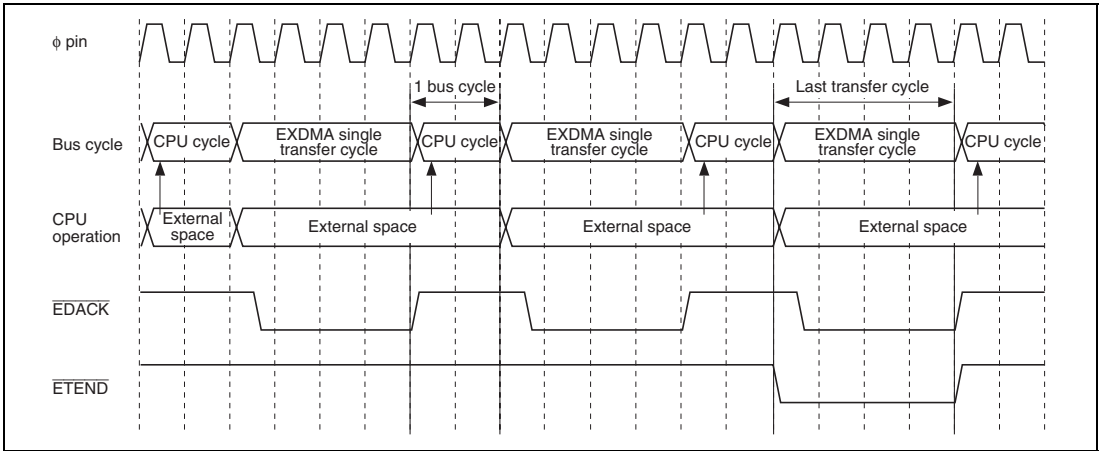 φ pin
1 bus cycle
Last transfer cycle
Bus cycle
CPU cycle
EXDMA single
transfer cycle
CPU cycle
EXDMA single
transfer cycle
CPU cycle
EXDMA single
transfer cycle
CPU cycle
CPU
operation
External
space
External space
External space
External space
EDACK
ETEND